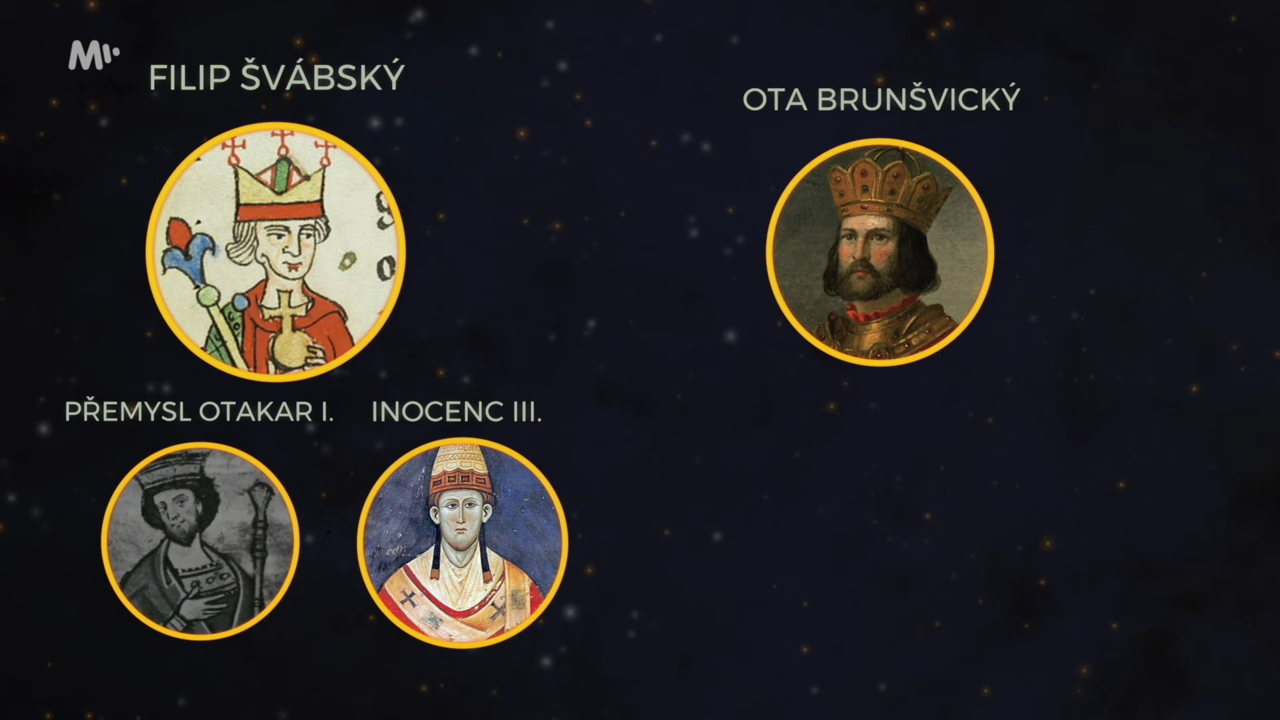 M
FILIP ŠVÁBSKÝ
OTA BRUNŠVICKÝ
PŘEMYSL OTAKAR I.
INOCENC III.